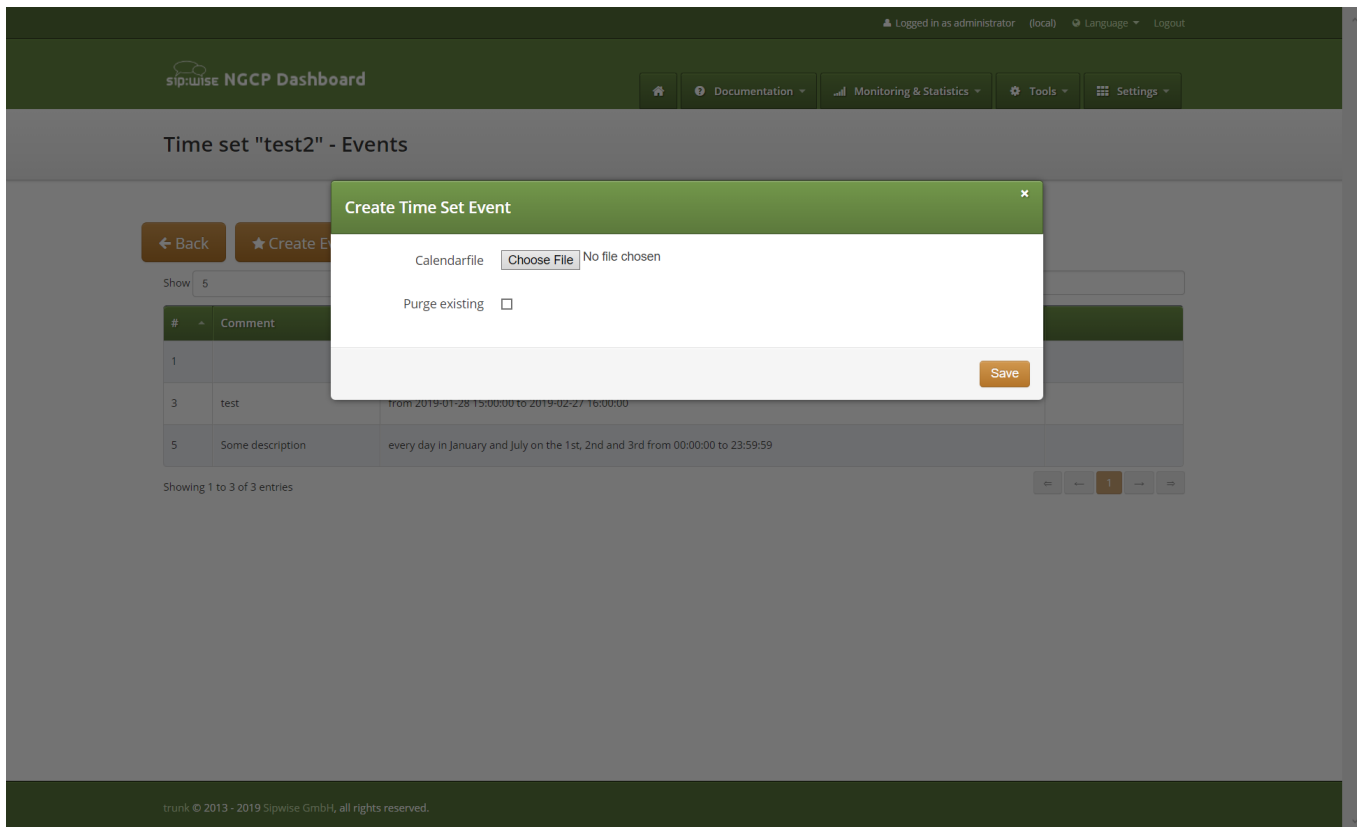 Logged in as administrator (local) Language Logout
sip:wise NGCP Dashboard
Documentation Monitoring & Statistics Tools Settings
Time set "test2" - Events
Create Time Set Event
×
← Back ★ Create E
Calendarfile Choose File No file chosen
Show 5
Purge existing
# Comment
1
Save
3 test from 2019-01-28 15:00:00 to 2019-02-27 16:00:00
5 Some description every day in January and July on the 1st, 2nd and 3rd from 00:00:00 to 23:59:59
Showing 1 to 3 of 3 entries ⇐ ← 1 → ⇒
trunk © 2013 - 2019 Sipwise GmbH, all rights reserved.